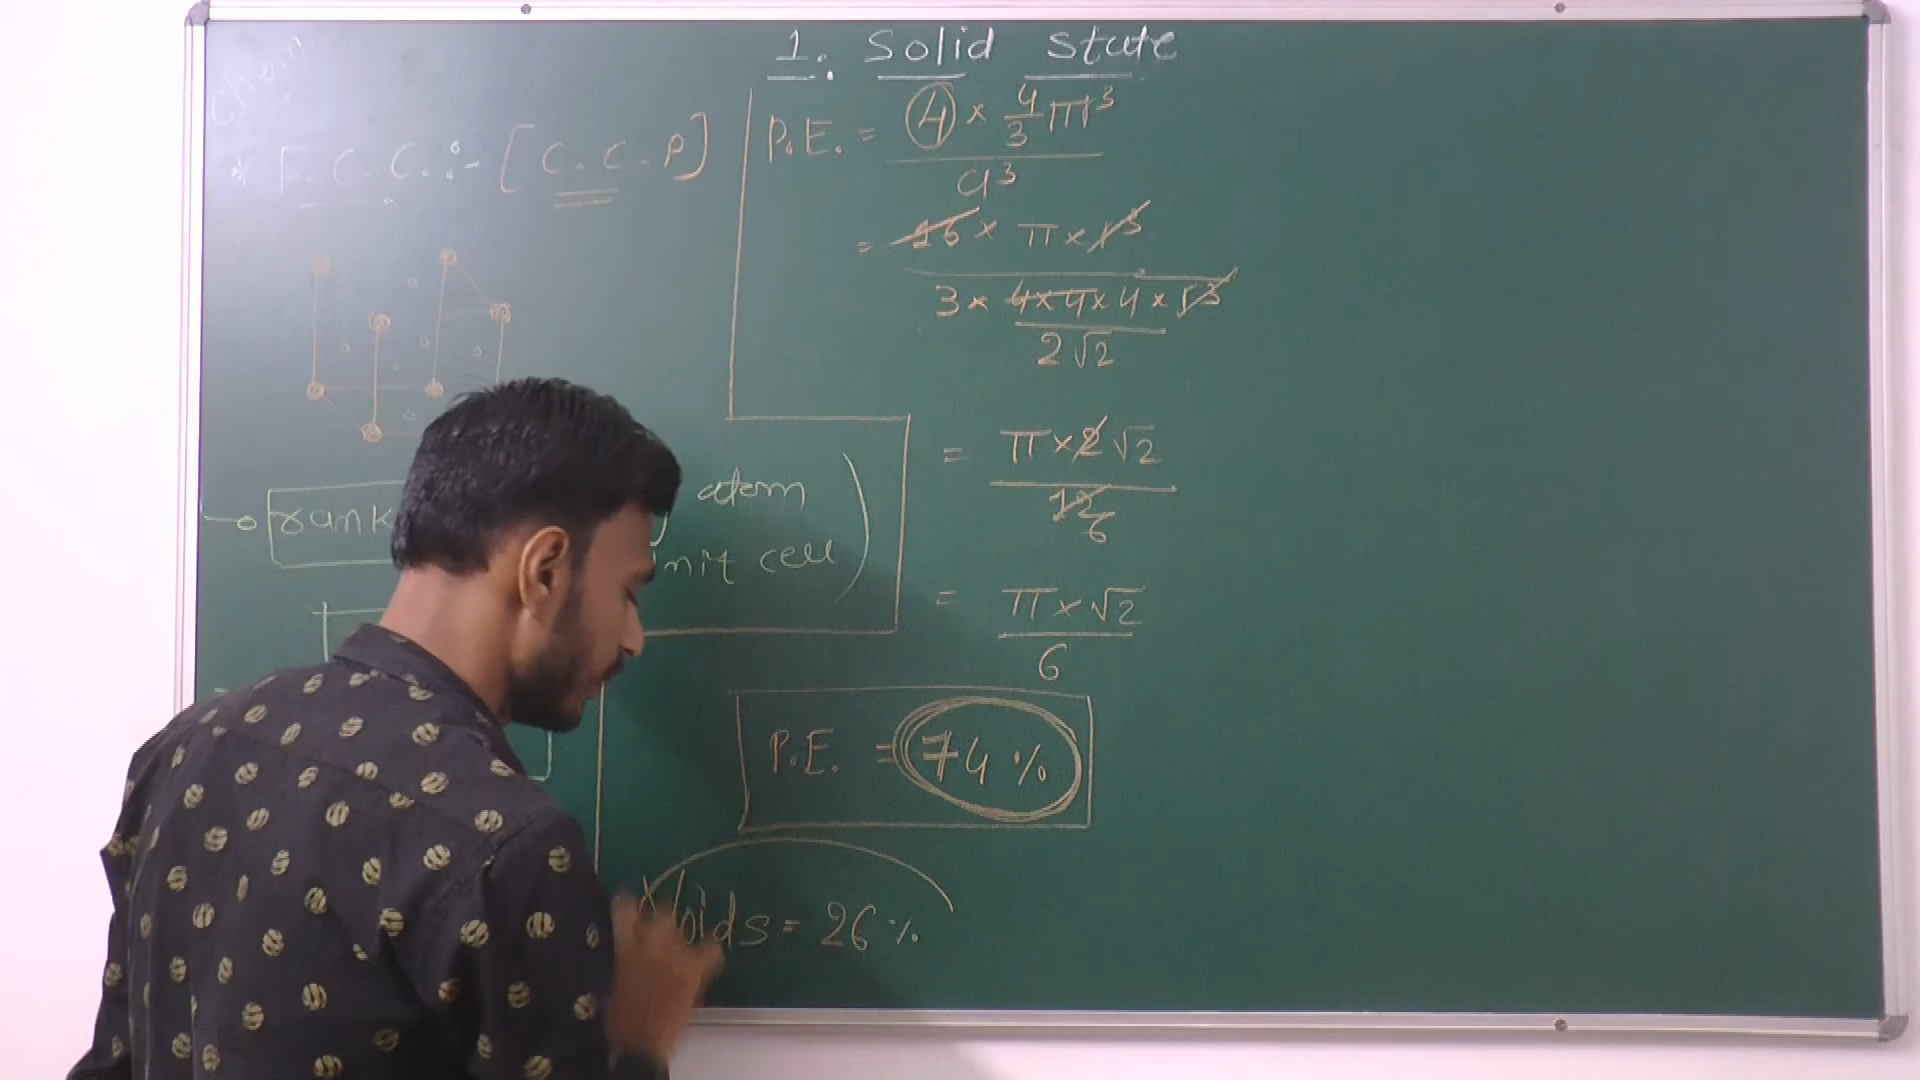 1. Solid state
Chem
* F.C.C. :- [C.C.P]
rank
atom
unit cell)
P.E. = 4 × 4/3 πr³ / a³
= 16 × π × r³ / 3 × 4×4×4 × r³ / 2√2
= π×2√2 / 12 6
= π×√2 / 6
P.E. = 74 %
Voids = 26 %